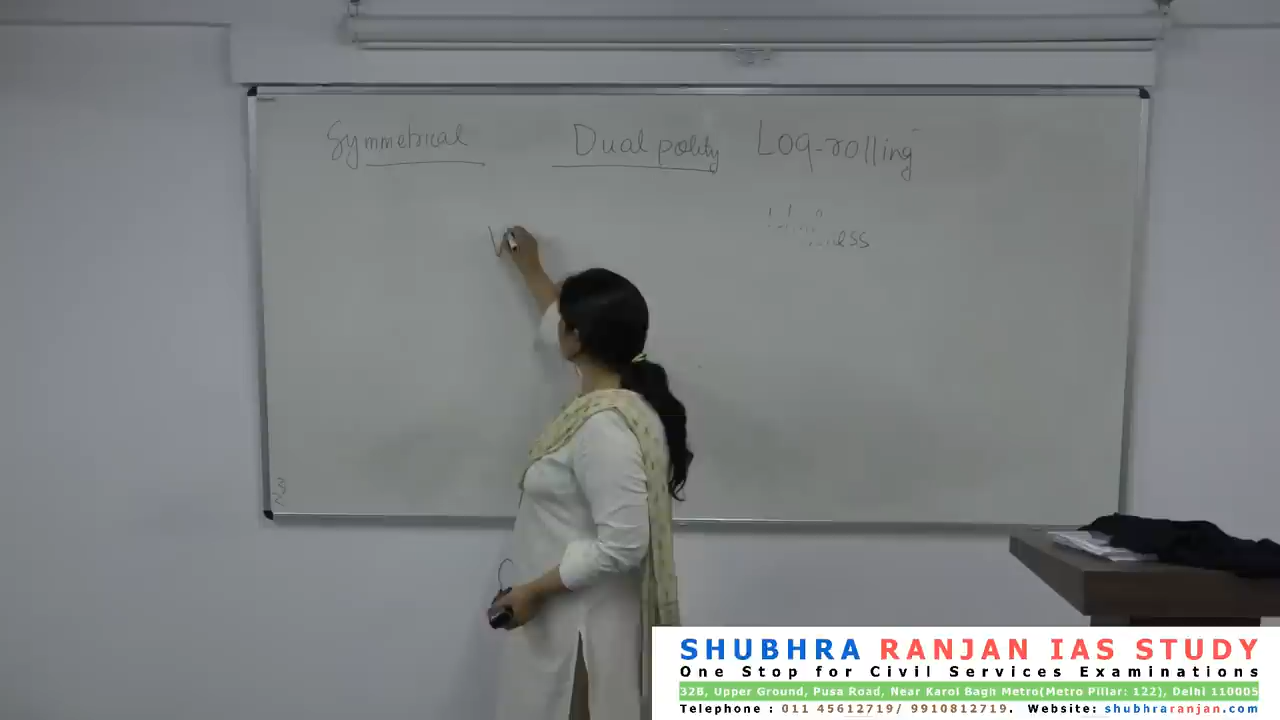 Symmetrical Dual polity Log-rolling
SHUBHRA RANJAN IAS STUDY
One Stop for Civil Services Examinations
32B, Upper Ground, Pusa Road, Near Karol Bagh Metro(Metro Pillar: 122), Delhi 110005
Telephone : 011 45612719/ 9910812719. Website: shubhraranjan.com